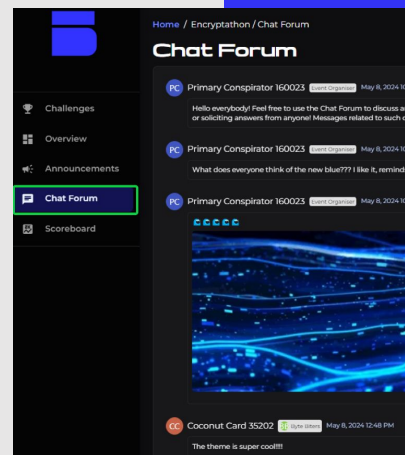 Home / Encryptathon / Chat Forum
Chat Forum
Challenges
Overview
Announcements
Chat Forum
Scoreboard
PC Primary Conspirator 160023 Event Organiser May 8, 2024
Hello everybody! Feel free to use the Chat Forum to discuss
or soliciting answers from anyone! Messages related to such
PC Primary Conspirator 160023 Event Organiser May 8, 2024
What does everyone think of the new blue??? I like it,
PC Primary Conspirator 160023 Event Organiser May 8, 2024
CC Coconut Card 35202 Byte Biters May 8, 2024 12:48 PM
The theme is super cool!!!!